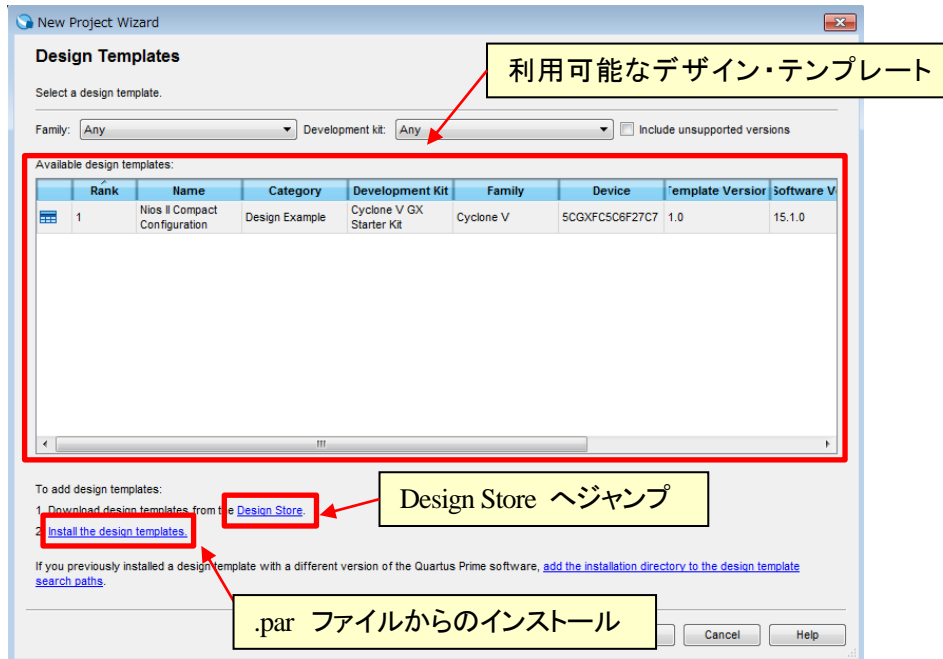 New Project Wizard
Design Templates
利用可能なデザイン・テンプレート
Select a design template.
Family: Any Development kit: Any Include unsupported versions
Available design templates:
Rank Name Category Development Kit Family Device Template Version Software V
1 Nios II Compact Configuration Design Example Cyclone V GX Starter Kit Cyclone V 5CGXFC5C6F27C7 1.0 15.1.0
To add design templates:
1. Download design templates from the Design Store.
Design Store へジャンプ
2. Install the design templates.
If you previously installed a design template with a different version of the Quartus Prime software, add the installation directory to the design template
search paths.
.par ファイルからのインストール
Cancel Help